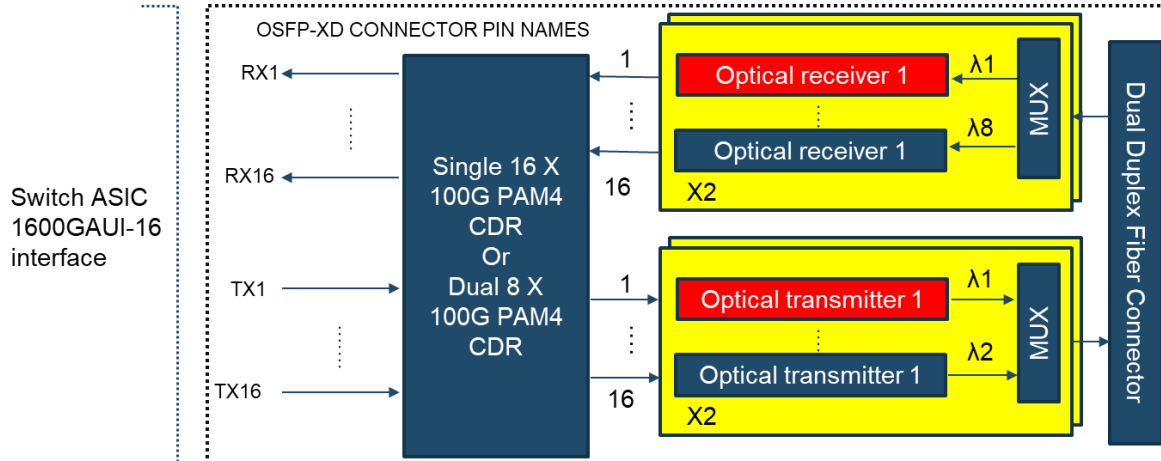 OSFP-XD CONNECTOR PIN NAMES
Switch ASIC
1600GAUI-16
interface
RX1
RX16
TX1
TX16
Single 16 X
100G PAM4
CDR
Or
Dual 8 X
100G PAM4
CDR
1
16
Optical receiver 1
Optical receiver 1
X2
λ1
λ8
MUX
1
16
Optical transmitter 1
Optical transmitter 1
X2
λ1
λ2
MUX
Dual Duplex Fiber Connector